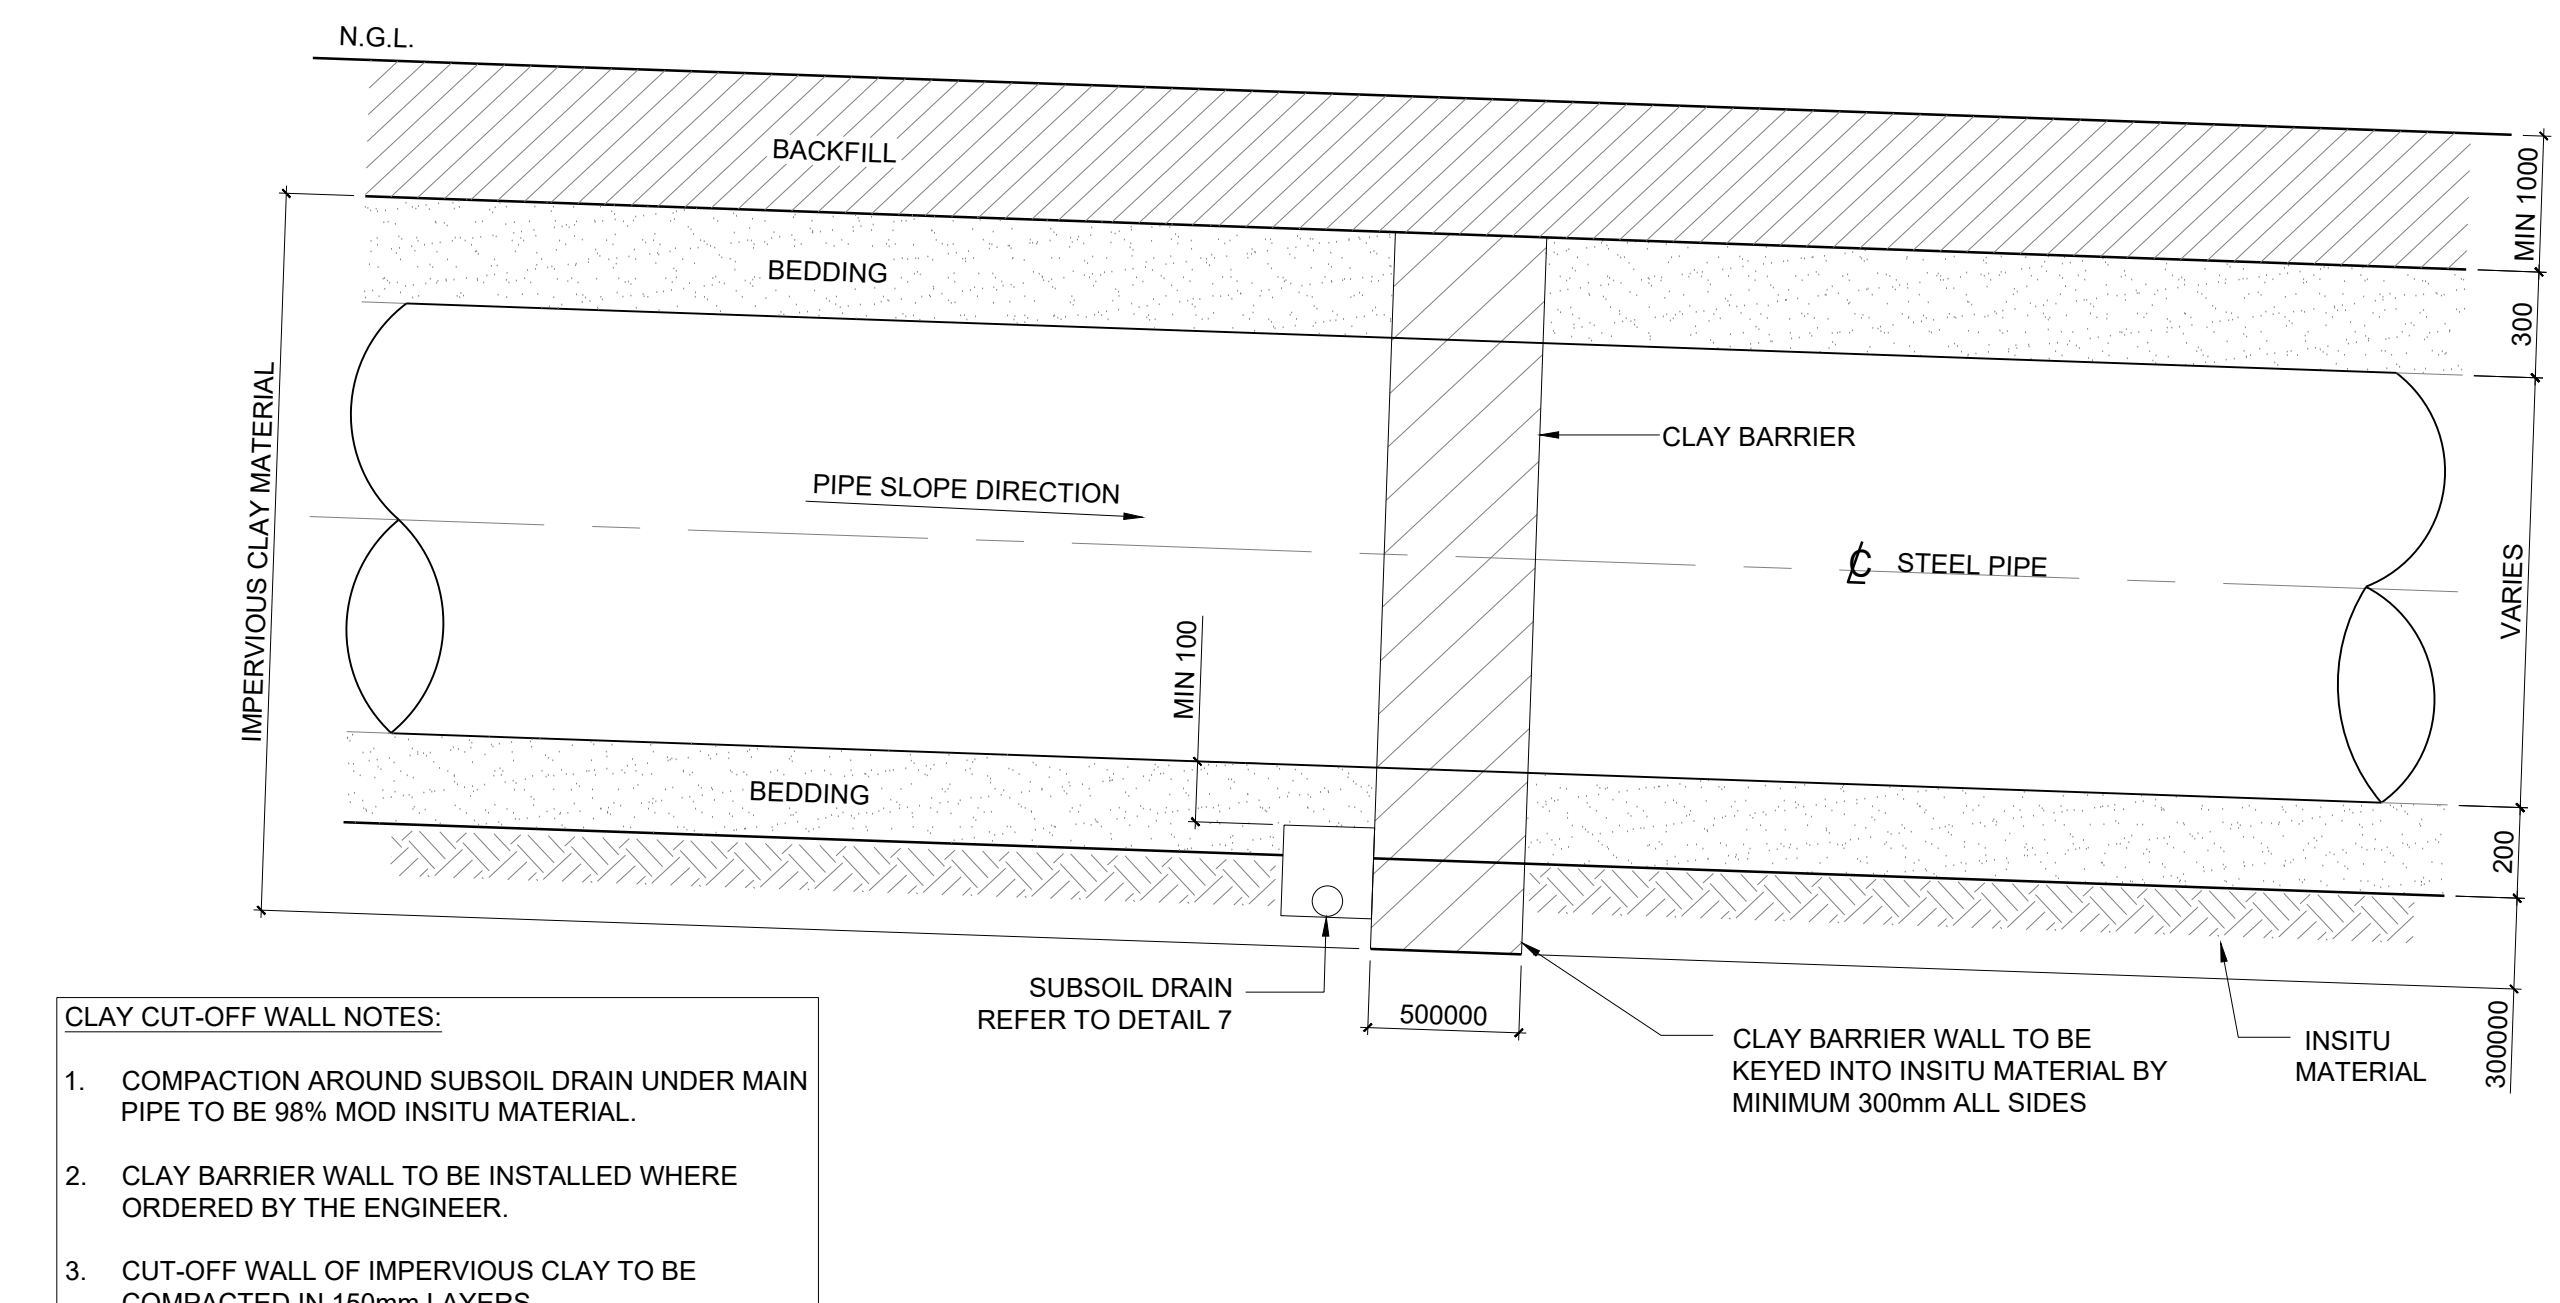 N.G.L.
BACKFILL
MIN 1000
BEDDING
300
IMPERVIOUS CLAY MATERIAL
CLAY BARRIER
PIPE SLOPE DIRECTION
℄ STEEL PIPE
VARIES
MIN 100
BEDDING
200
SUBSOIL DRAIN
REFER TO DETAIL 7
500000
CLAY BARRIER WALL TO BE
KEYED INTO INSITU MATERIAL BY
MINIMUM 300mm ALL SIDES
INSITU
MATERIAL
300000
CLAY CUT-OFF WALL NOTES:
1. COMPACTION AROUND SUBSOIL DRAIN UNDER MAIN
PIPE TO BE 98% MOD INSITU MATERIAL.
2. CLAY BARRIER WALL TO BE INSTALLED WHERE
ORDERED BY THE ENGINEER.
3. CUT-OFF WALL OF IMPERVIOUS CLAY TO BE
COMPACTED IN 150mm LAYERS